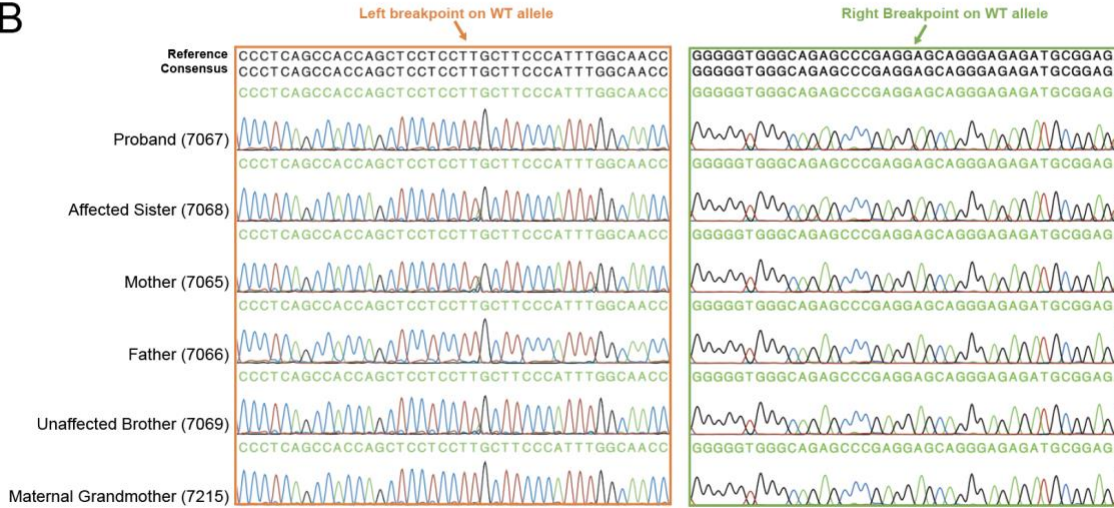 B
Left breakpoint on WT allele
Right Breakpoint on WT allele
Reference CCCTCAGCCACCAGCTCCTCCTTGCTTCCCATTTGGCAACC GGGGGTGGGCAGAGCCCGAGGAGCAGGGAGAGATGCGGAG
Consensus CCCTCAGCCACCAGCTCCTCCTTGCTTCCCATTTGGCAACC GGGGGTGGGCAGAGCCCGAGGAGCAGGGAGAGATGCGGAG
CCCTCAGCCACCAGCTCCTCCTTGCTTCCCATTTGGCAACC GGGGGTGGGCAGAGCCCGAGGAGCAGGGAGAGATGCGGAG
Proband (7067)
CCCTCAGCCACCAGCTCCTCCTTGCTTCCCATTTGGCAACC GGGGGTGGGCAGAGCCCGAGGAGCAGGGAGAGATGCGGAG
Affected Sister (7068)
CCCTCAGCCACCAGCTCCTCCTTGCTTCCCATTTGGCAACC GGGGGTGGGCAGAGCCCGAGGAGCAGGGAGAGATGCGGAG
Mother (7065)
CCCTCAGCCACCAGCTCCTCCTTGCTTCCCATTTGGCAACC GGGGGTGGGCAGAGCCCGAGGAGCAGGGAGAGATGCGGAG
Father (7066)
CCCTCAGCCACCAGCTCCTCCTTGCTTCCCATTTGGCAACC GGGGGTGGGCAGAGCCCGAGGAGCAGGGAGAGATGCGGAG
Unaffected Brother (7069)
CCCTCAGCCACCAGCTCCTCCTTGCTTCCCATTTGGCAACC GGGGGTGGGCAGAGCCCGAGGAGCAGGGAGAGATGCGGAG
Maternal Grandmother (7215)